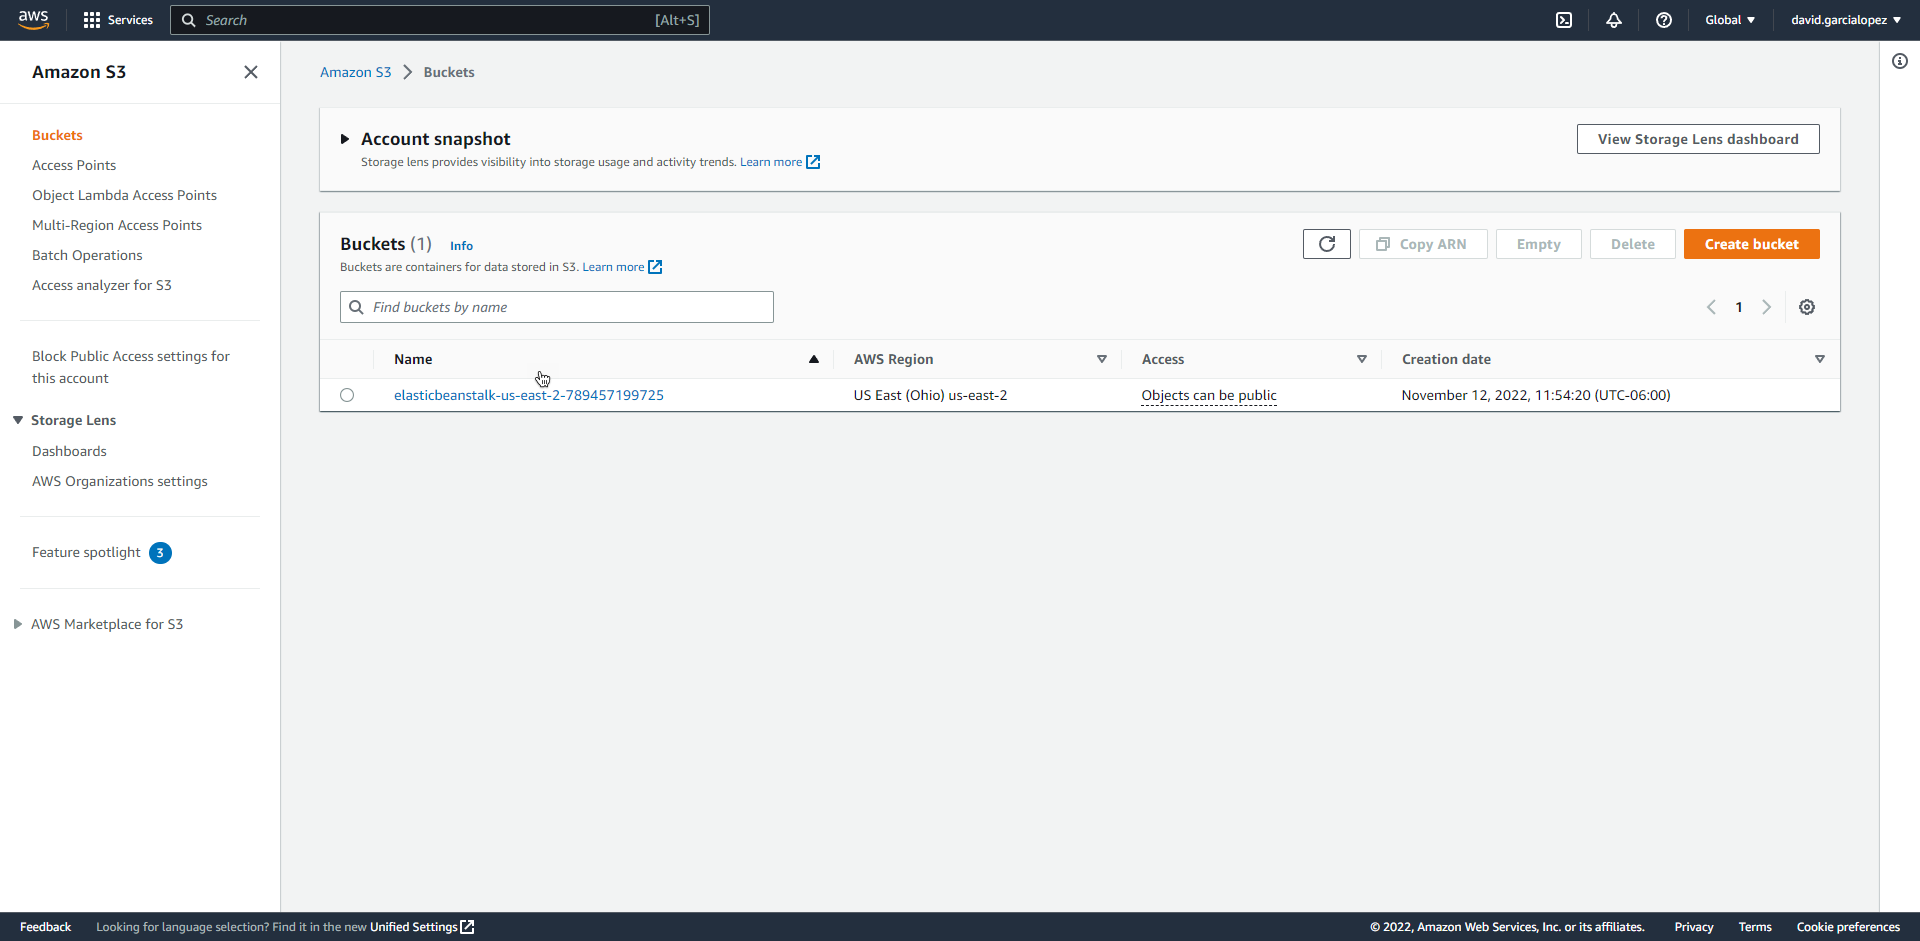 aws
Services
Search
[Alt+S]
Global
david.garcialopez
Amazon S3
Buckets
Access Points
Object Lambda Access Points
Multi-Region Access Points
Batch Operations
Access analyzer for S3
Block Public Access settings for
this account
Storage Lens
Dashboards
AWS Organizations settings
Feature spotlight 3
AWS Marketplace for S3
Amazon S3 > Buckets
Account snapshot
Storage lens provides visibility into storage usage and activity trends. Learn more
View Storage Lens dashboard
Buckets (1) Info
Buckets are containers for data stored in S3. Learn more
Copy ARN
Empty
Delete
Create bucket
Find buckets by name
1
Name
AWS Region
Access
Creation date
elasticbeanstalk-us-east-2-789457199725
US East (Ohio) us-east-2
Objects can be public
November 12, 2022, 11:54:20 (UTC-06:00)
Feedback
Looking for language selection? Find it in the new Unified Settings
© 2022, Amazon Web Services, Inc. or its affiliates.
Privacy
Terms
Cookie preferences